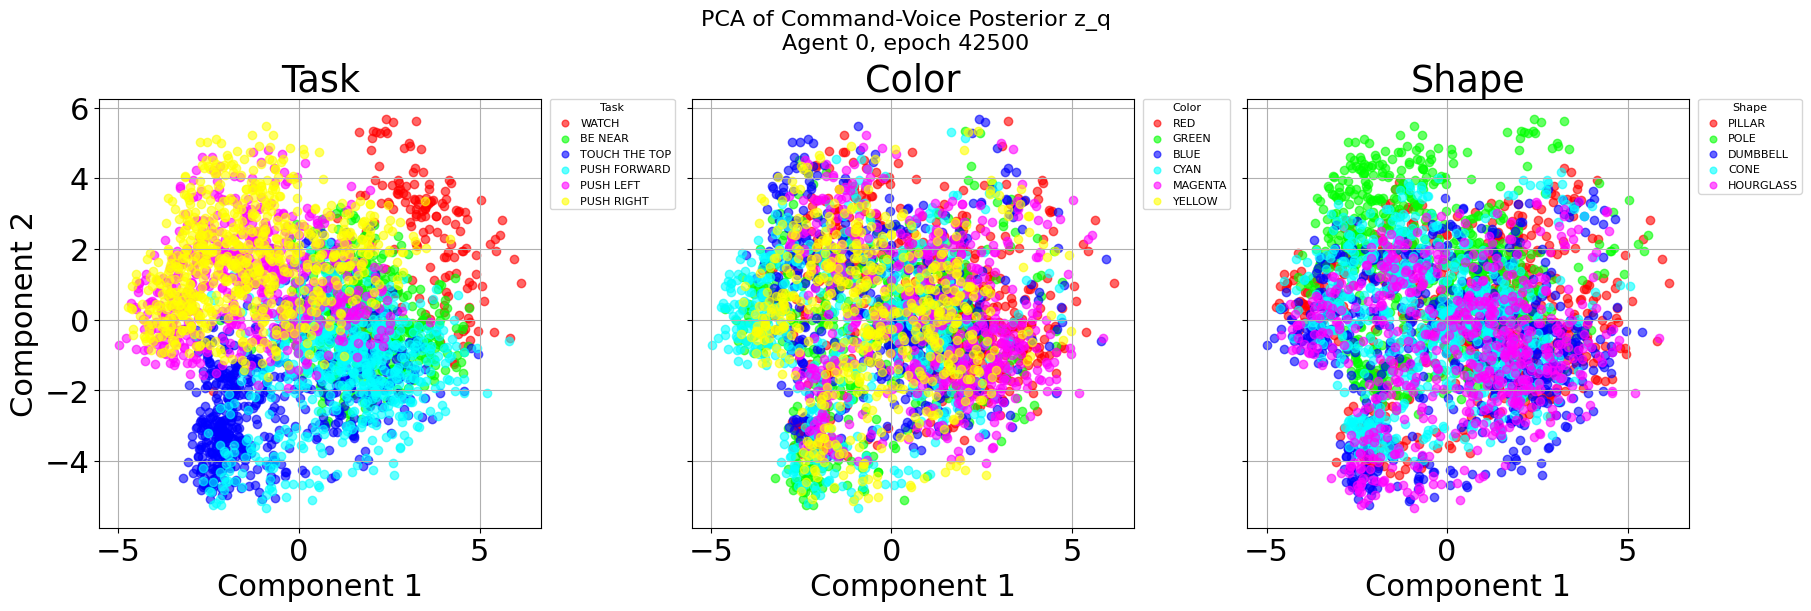 PCA of Command-Voice Posterior z_q
Agent 0, epoch 42500
Task
Color
Shape
Component 2
6
4
2
0
−2
−4
−5
0
5
Component 1
Task
WATCH
BE NEAR
TOUCH THE TOP
PUSH FORWARD
PUSH LEFT
PUSH RIGHT
−5
0
5
Component 1
Color
RED
GREEN
BLUE
CYAN
MAGENTA
YELLOW
−5
0
5
Component 1
Shape
PILLAR
POLE
DUMBBELL
CONE
HOURGLASS